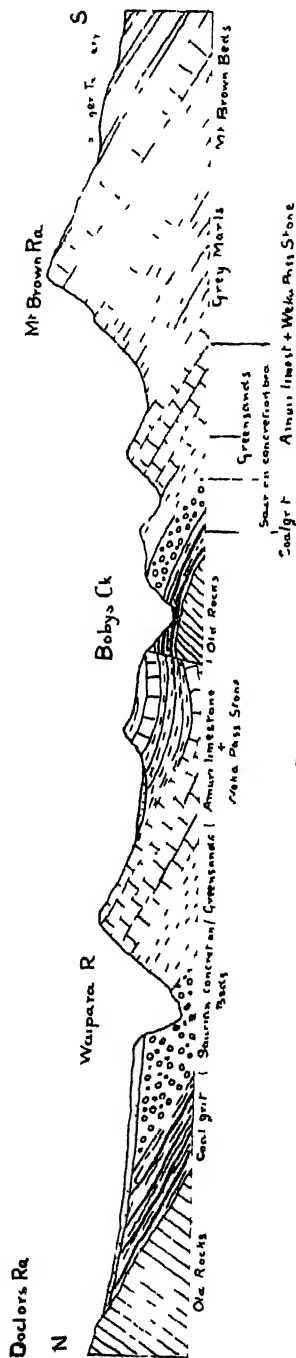 Doctors Ra
N
Waipara R
Bobys Ck
Mt Brown Ra
S
Old Rocks
Coal grit
Saurian concretion
Beds
Greensands
Amuri limestone
+
Weka Pass Stone
Old Rocks
Coal grit
Saurian concretion
Greensands
Amuri limest + Weka Pass Stone
Grey Marls
Mt Brown Beds